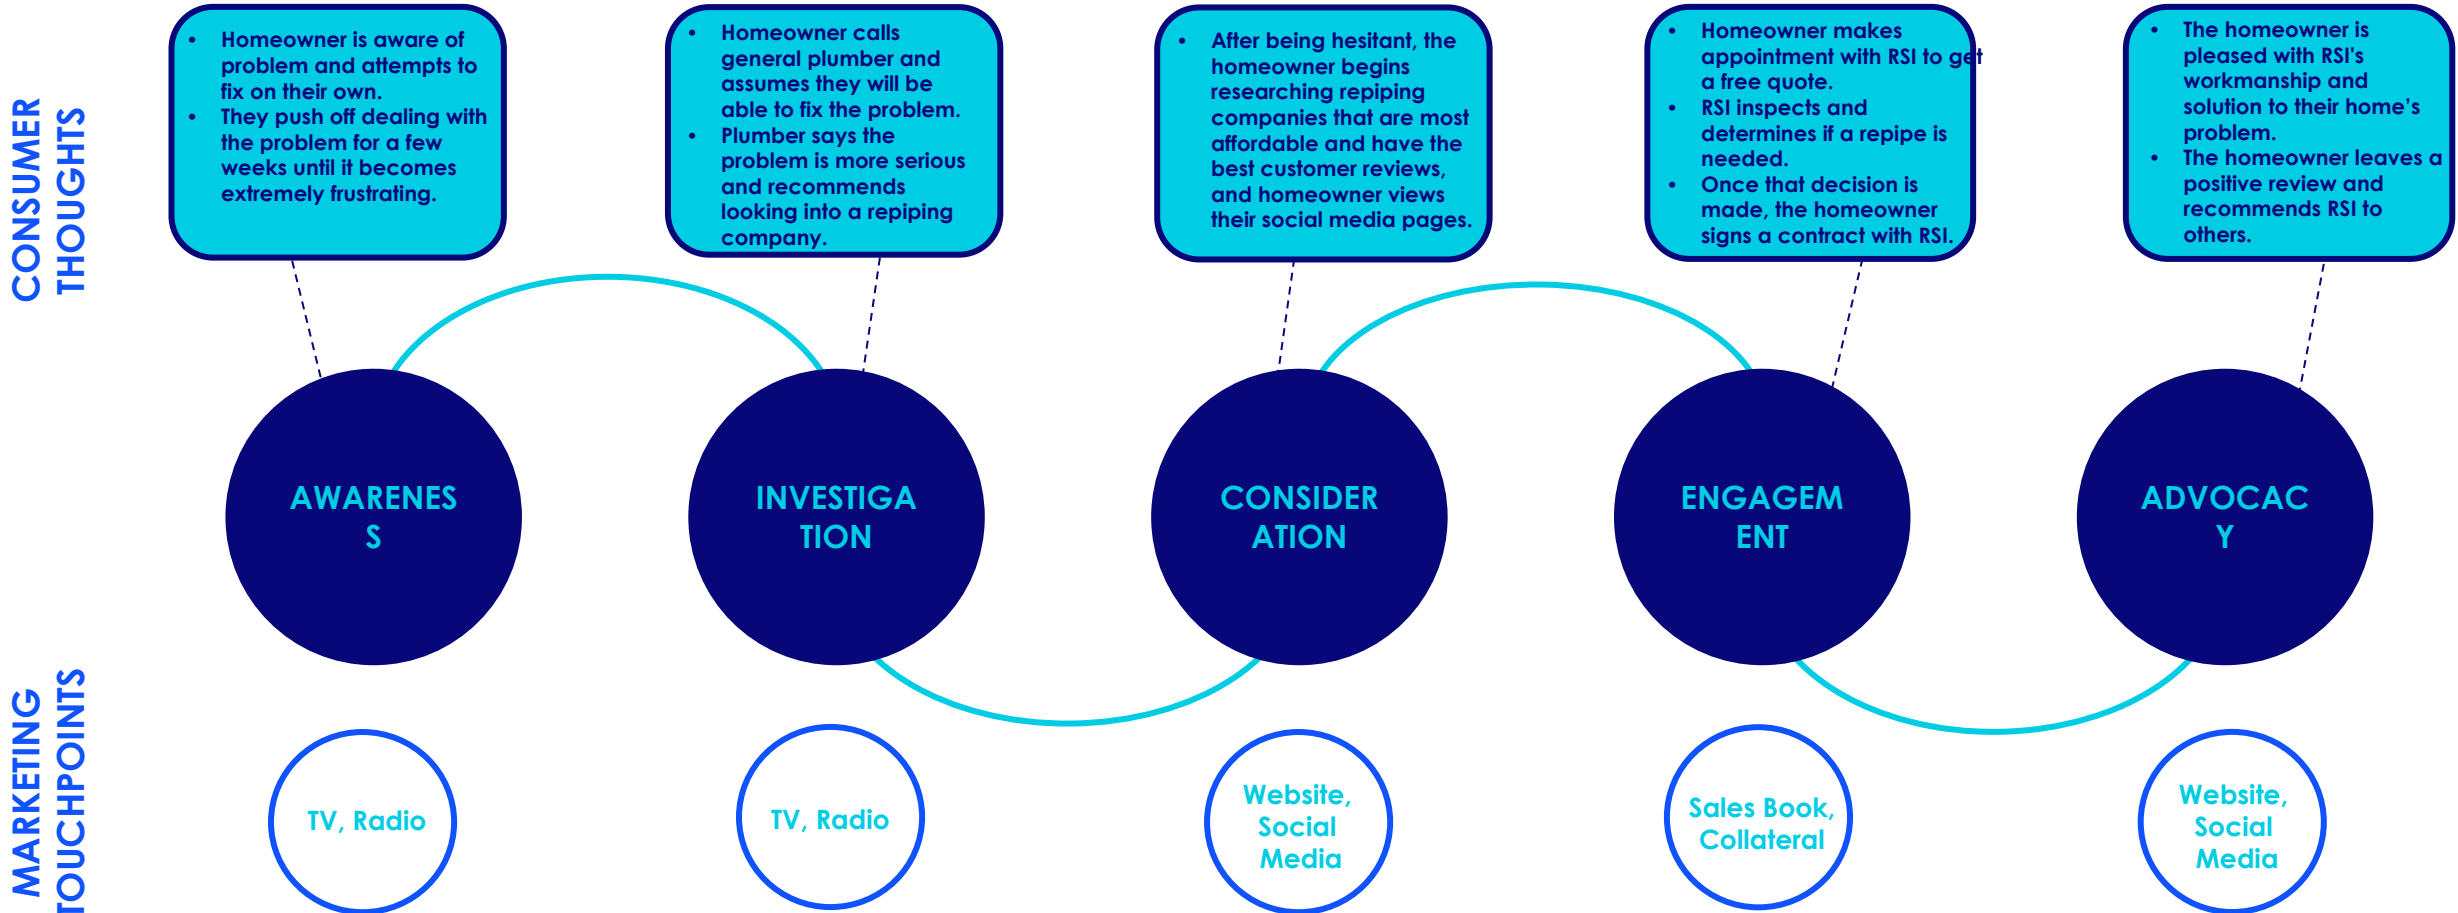 CONSUMER
THOUGHTS
• Homeowner is aware of
problem and attempts to
fix on their own.
• They push off dealing with
the problem for a few
weeks until it becomes
extremely frustrating.
• Homeowner calls
general plumber and
assumes they will be
able to fix the problem.
• Plumber says the
problem is more serious
and recommends
looking into a repiping
company.
• After being hesitant, the
homeowner begins
researching repiping
companies that are most
affordable and have the
best customer reviews,
and homeowner views
their social media pages.
• Homeowner makes
appointment with RSI to get
a free quote.
• RSI inspects and
determines if a repipe is
needed.
• Once that decision is
made, the homeowner
signs a contract with RSI.
• The homeowner is
pleased with RSI's
workmanship and
solution to their home’s
problem.
• The homeowner leaves a
positive review and
recommends RSI to
others.
AWARENES
S
INVESTIGA
TION
CONSIDER
ATION
ENGAGEM
ENT
ADVOCAC
Y
MARKETING
TOUCHPOINTS
TV, Radio
TV, Radio
Website,
Social
Media
Sales Book,
Collateral
Website,
Social
Media